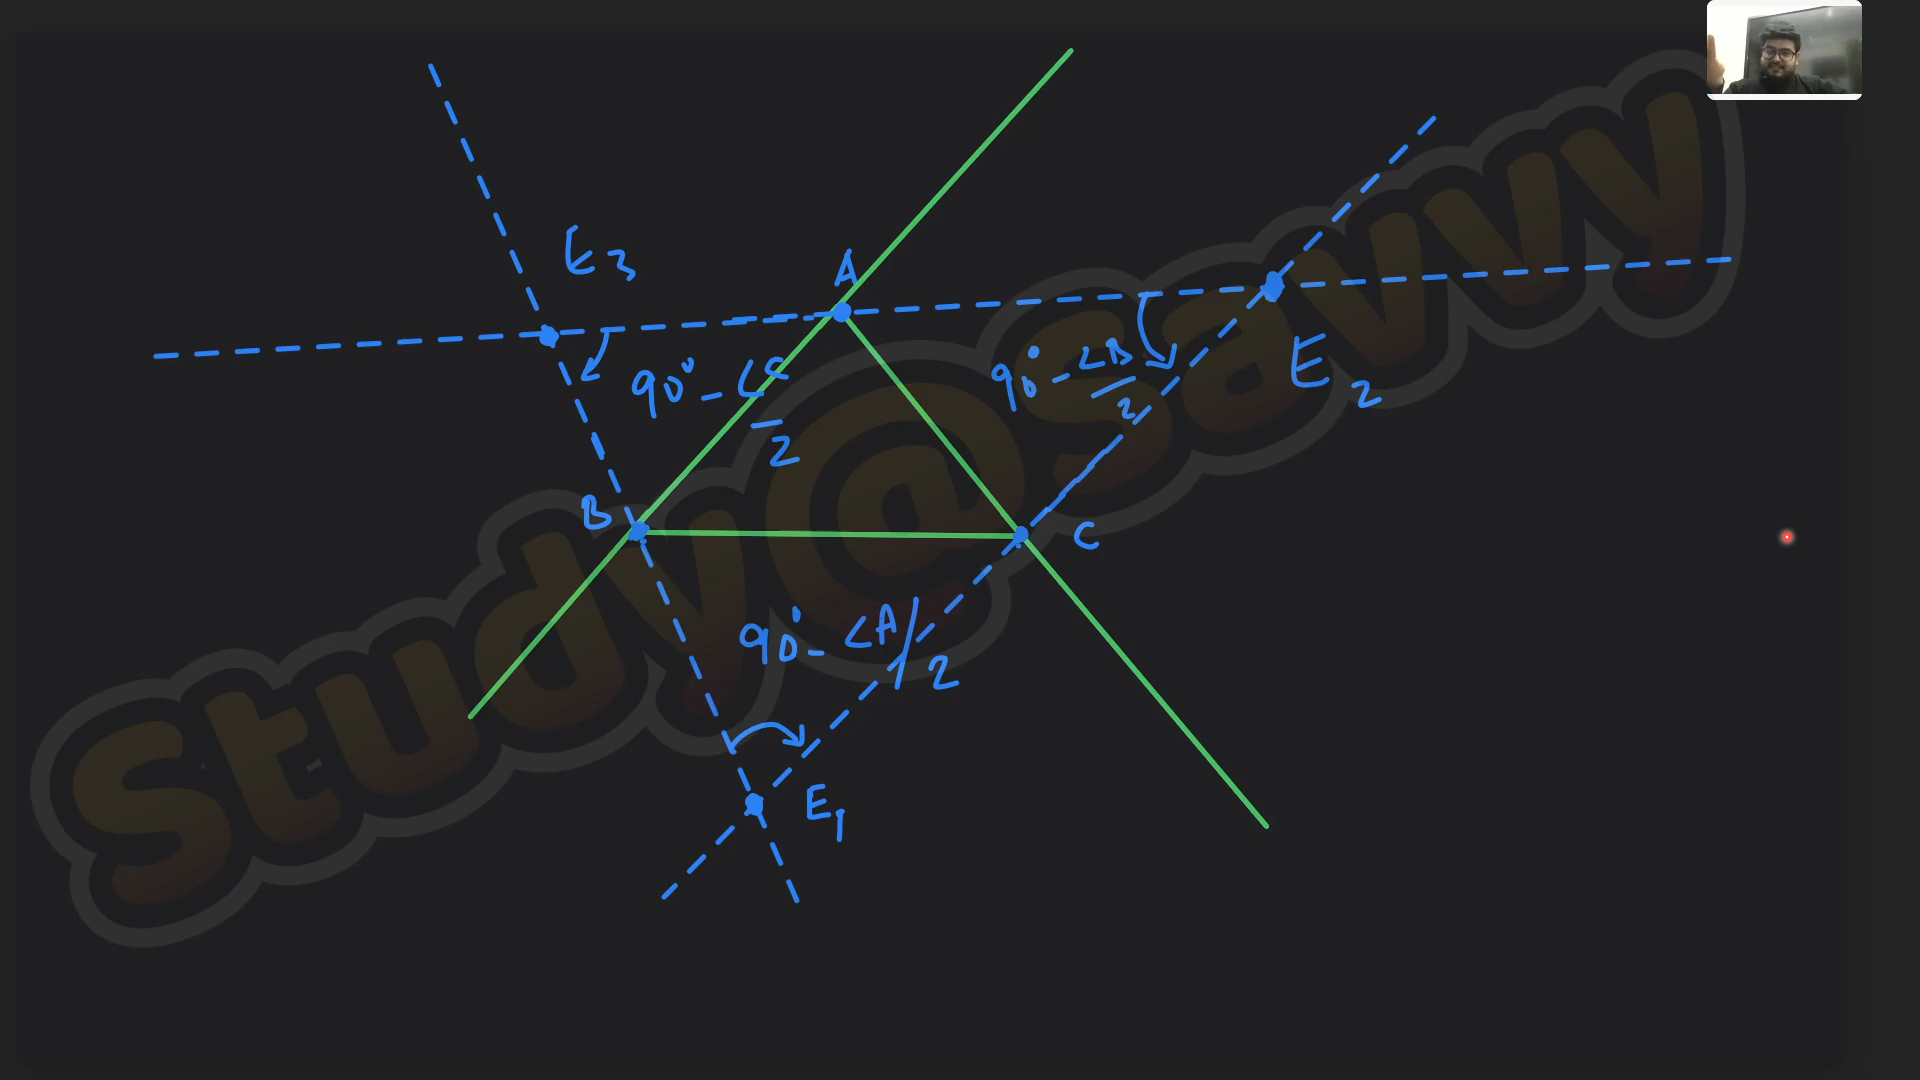 E3
A
90° - ∠C/2
90° - ∠B/2
E2
B
C
90° - ∠A/2
E1
study@savvy